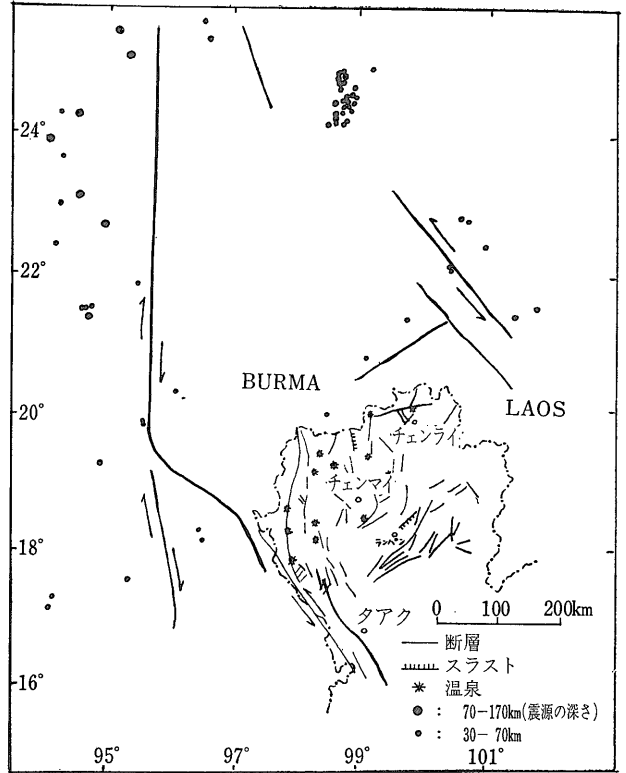 24°
22°
20°
18°
16°
95°
97°
99°
101°
BURMA
LAOS
チェンライ
チェンマイ
ランパン
タアク
0 100 200km
断層
スラスト
温泉
: 70-170km(震源の深さ)
: 30- 70km